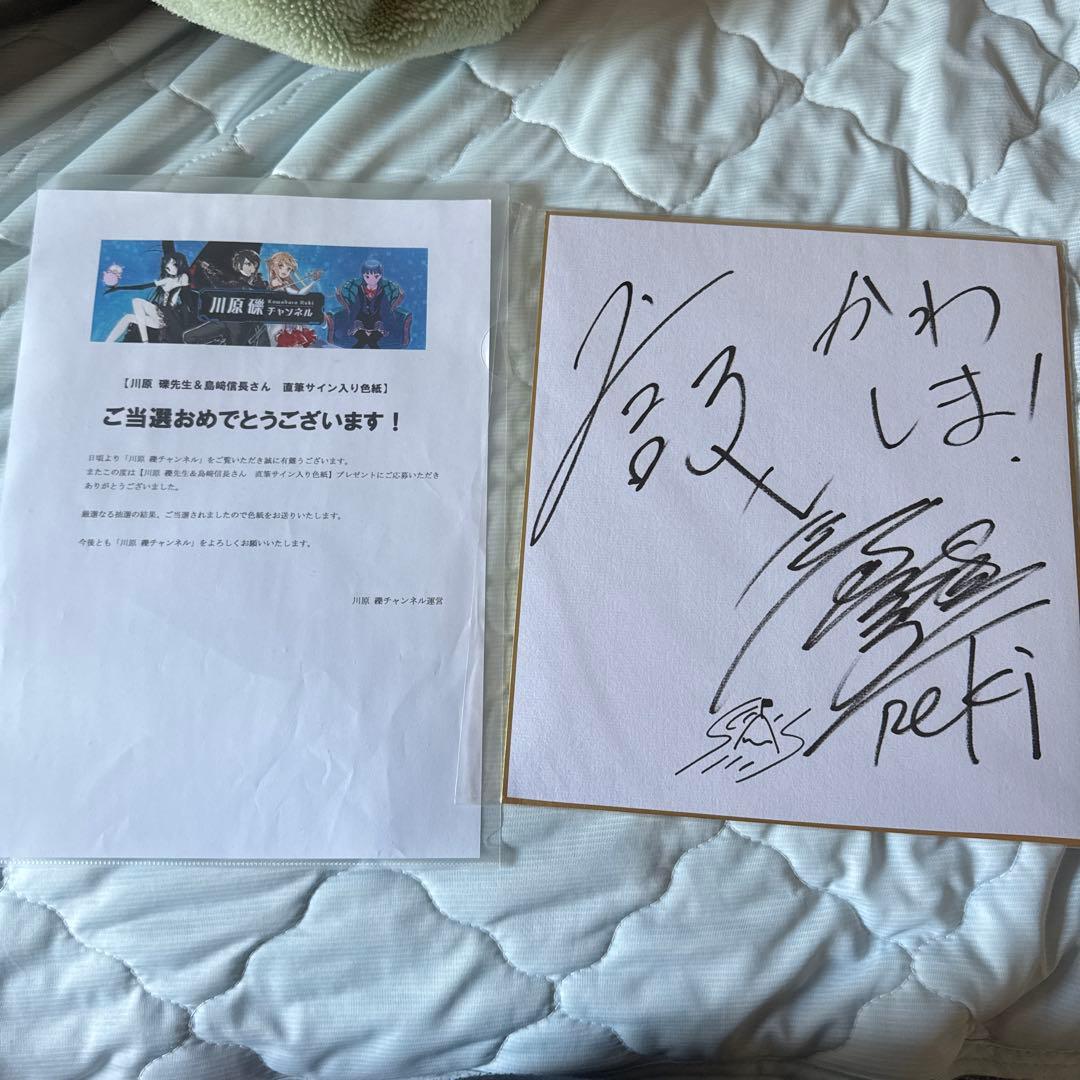 川原 礫
Kawahara Reki
チャンネル
【川原 礫先生＆島﨑信長さん　直筆サイン入り色紙】
ご当選おめでとうございます！
日頃より「川原 礫チャンネル」をご覧いただき誠に有難うございます。
またこの度は【川原 礫先生＆島﨑信長さん　直筆サイン入り色紙】プレゼントにご応募いただき
ありがとうございました。
厳選なる抽選の結果、ご当選されましたので色紙をお送りいたします。
今後とも「川原 礫チャンネル」をよろしくお願いいたします。
川原 礫チャンネル運営
かわ
しま！
reki